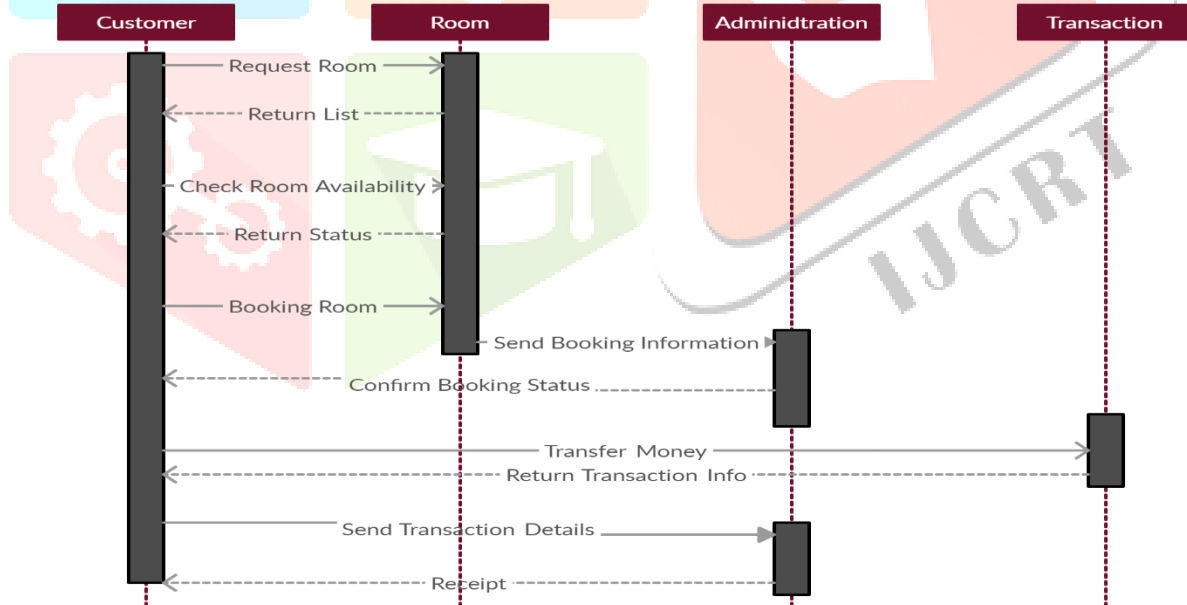 Customer
Room
Adminidtration
Transaction
Request Room
Return List
Check Room Availability
Return Status
Booking Room
Send Booking Information
Confirm Booking Status
Transfer Money
Return Transaction Info
Send Transaction Details
Receipt
IJCRT